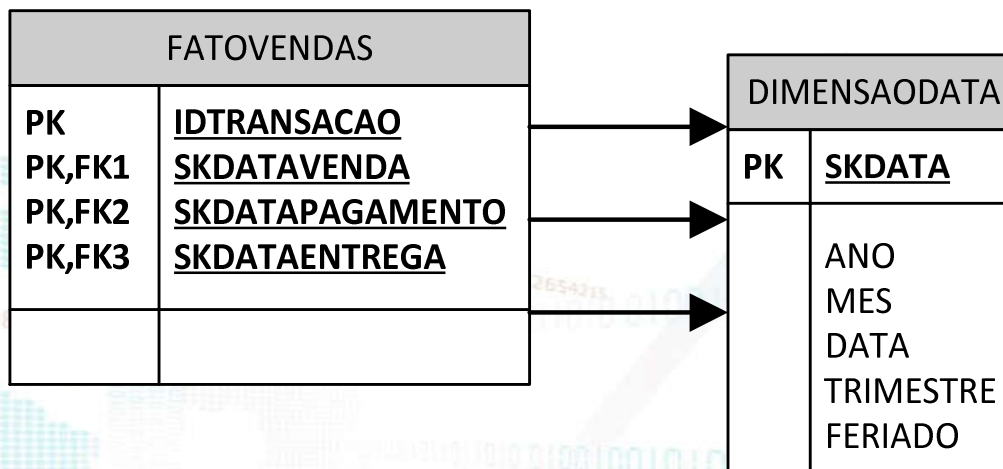 FATOVENDAS
PK IDTRANSACAO
PK,FK1 SKDATAVENDA
PK,FK2 SKDATAPAGAMENTO
PK,FK3 SKDATAENTREGA
DIMENSAODATA
PK SKDATA
ANO
MES
DATA
TRIMESTRE
FERIADO